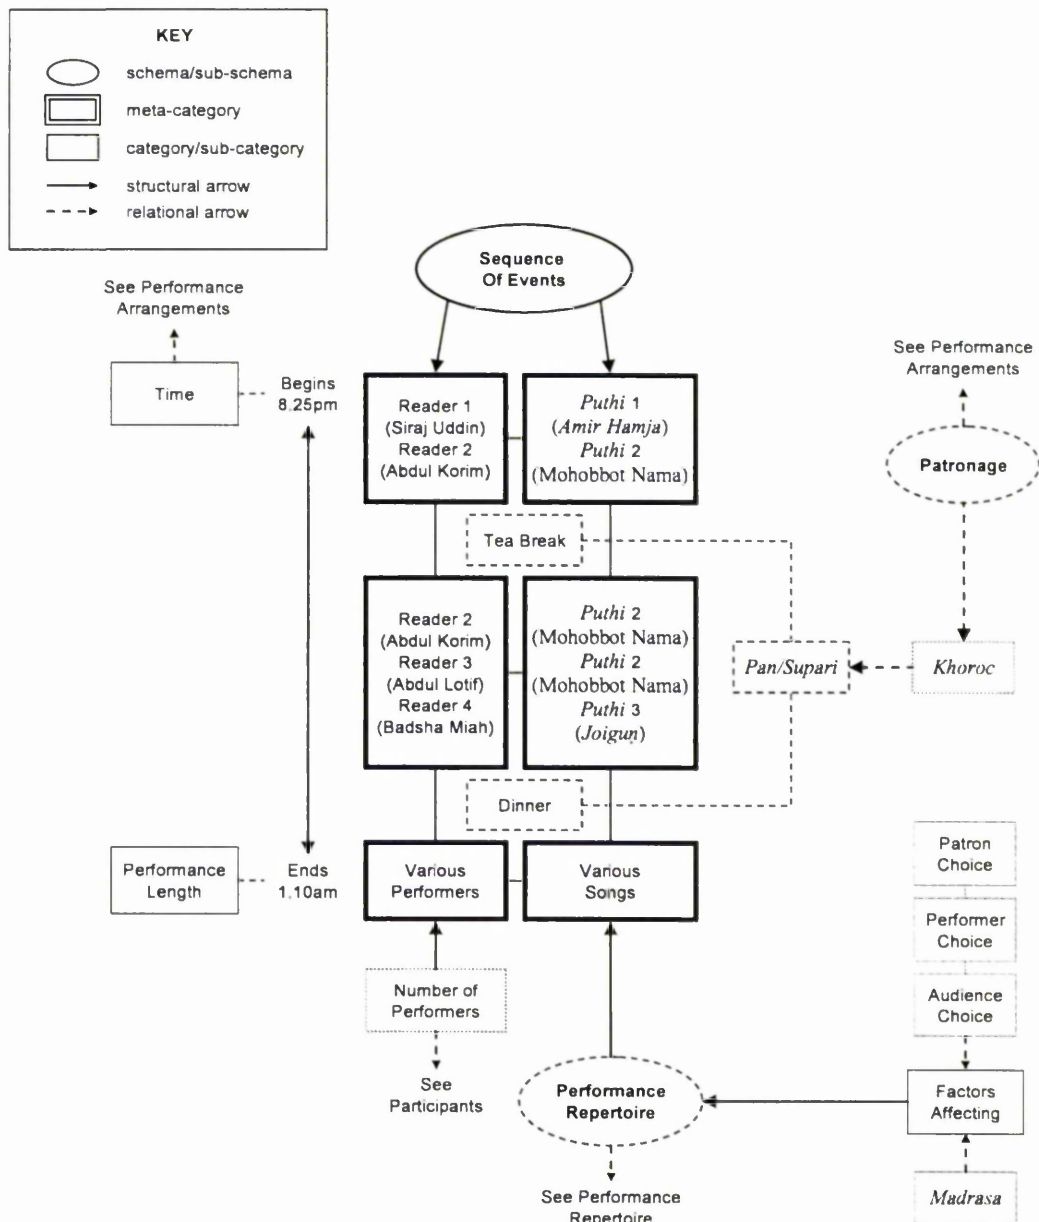 KEY
schema/sub-schema
meta-category
category/sub-category
structural arrow
relational arrow
Sequence
Of Events
See Performance
Arrangements
Time
Begins
8.25pm
Reader 1
(Siraj Uddin)
Reader 2
(Abdul Korim)
Puthi 1
(Amir Hamja)
Puthi 2
(Mohobbot Nama)
See Performance
Arrangements
Patronage
Tea Break
Reader 2
(Abdul Korim)
Reader 3
(Abdul Lotif)
Reader 4
(Badsha Miah)
Puthi 2
(Mohobbot Nama)
Puthi 2
(Mohobbot Nama)
Puthi 3
(Joigun)
Pan/Supari
Khoroc
Dinner
Performance
Length
Ends
1.10am
Various
Performers
Various
Songs
Patron
Choice
Performer
Choice
Audience
Choice
Number of
Performers
See
Participants
Performance
Repertoire
Factors
Affecting
See Performance
Repertoire
Madrasa